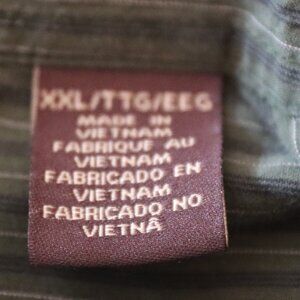 XXL/TTG/EEG
MADE IN
VIETNAM
FABRIQUE AU
VIETNAM
FABRICADO EN
VIETNAM
FABRICADO NO
VIETNÃ